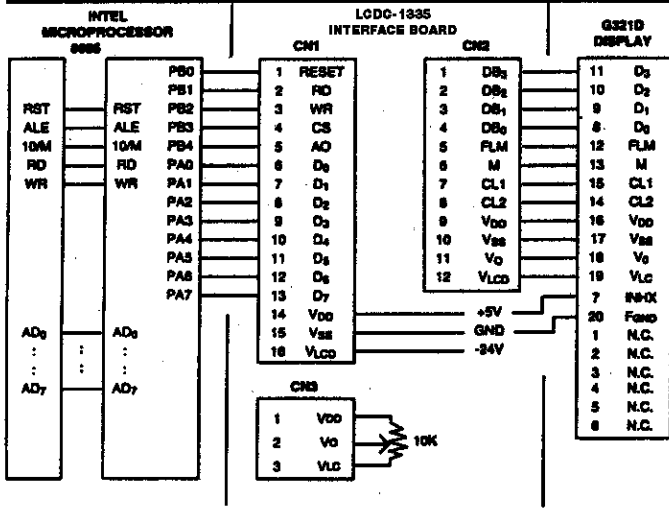 INTEL
MICROPROCESSOR
LCDC-1335
INTERFACE BOARD
G321D
DISPLAY
CN1
CN2
PB0
PB1
RST RST PB2
ALE ALE PB3
10/M 10/M PB4
RD RD PA0
WR WR PA1
PA2
PA3
PA4
PA5
PA6
PA7
AD0 AD0
: : : :
AD7 AD7
1 RESET
2 RD
3 WR
4 CS
5 AO
6 D0
7 D1
8 D2
9 D3
10 D4
11 D5
12 D6
13 D7
14 VDD
15 VSS
16 VLCD
1 DB3
2 DB2
3 DB1
4 DB0
5 FLM
6 M
7 CL1
8 CL2
9 VDD
10 VSS
11 VO
12 VLCD
+5V
GND
-24V
11 D3
10 D2
9 D1
8 D0
12 FLM
13 M
15 CL1
14 CL2
16 VDD
17 VSS
18 V0
19 VLC
7 INHX
20 FGND
1 N.C.
2 N.C.
3 N.C.
4 N.C.
5 N.C.
6 N.C.
CN3
1 VDD
2 VO
3 VLC
10K